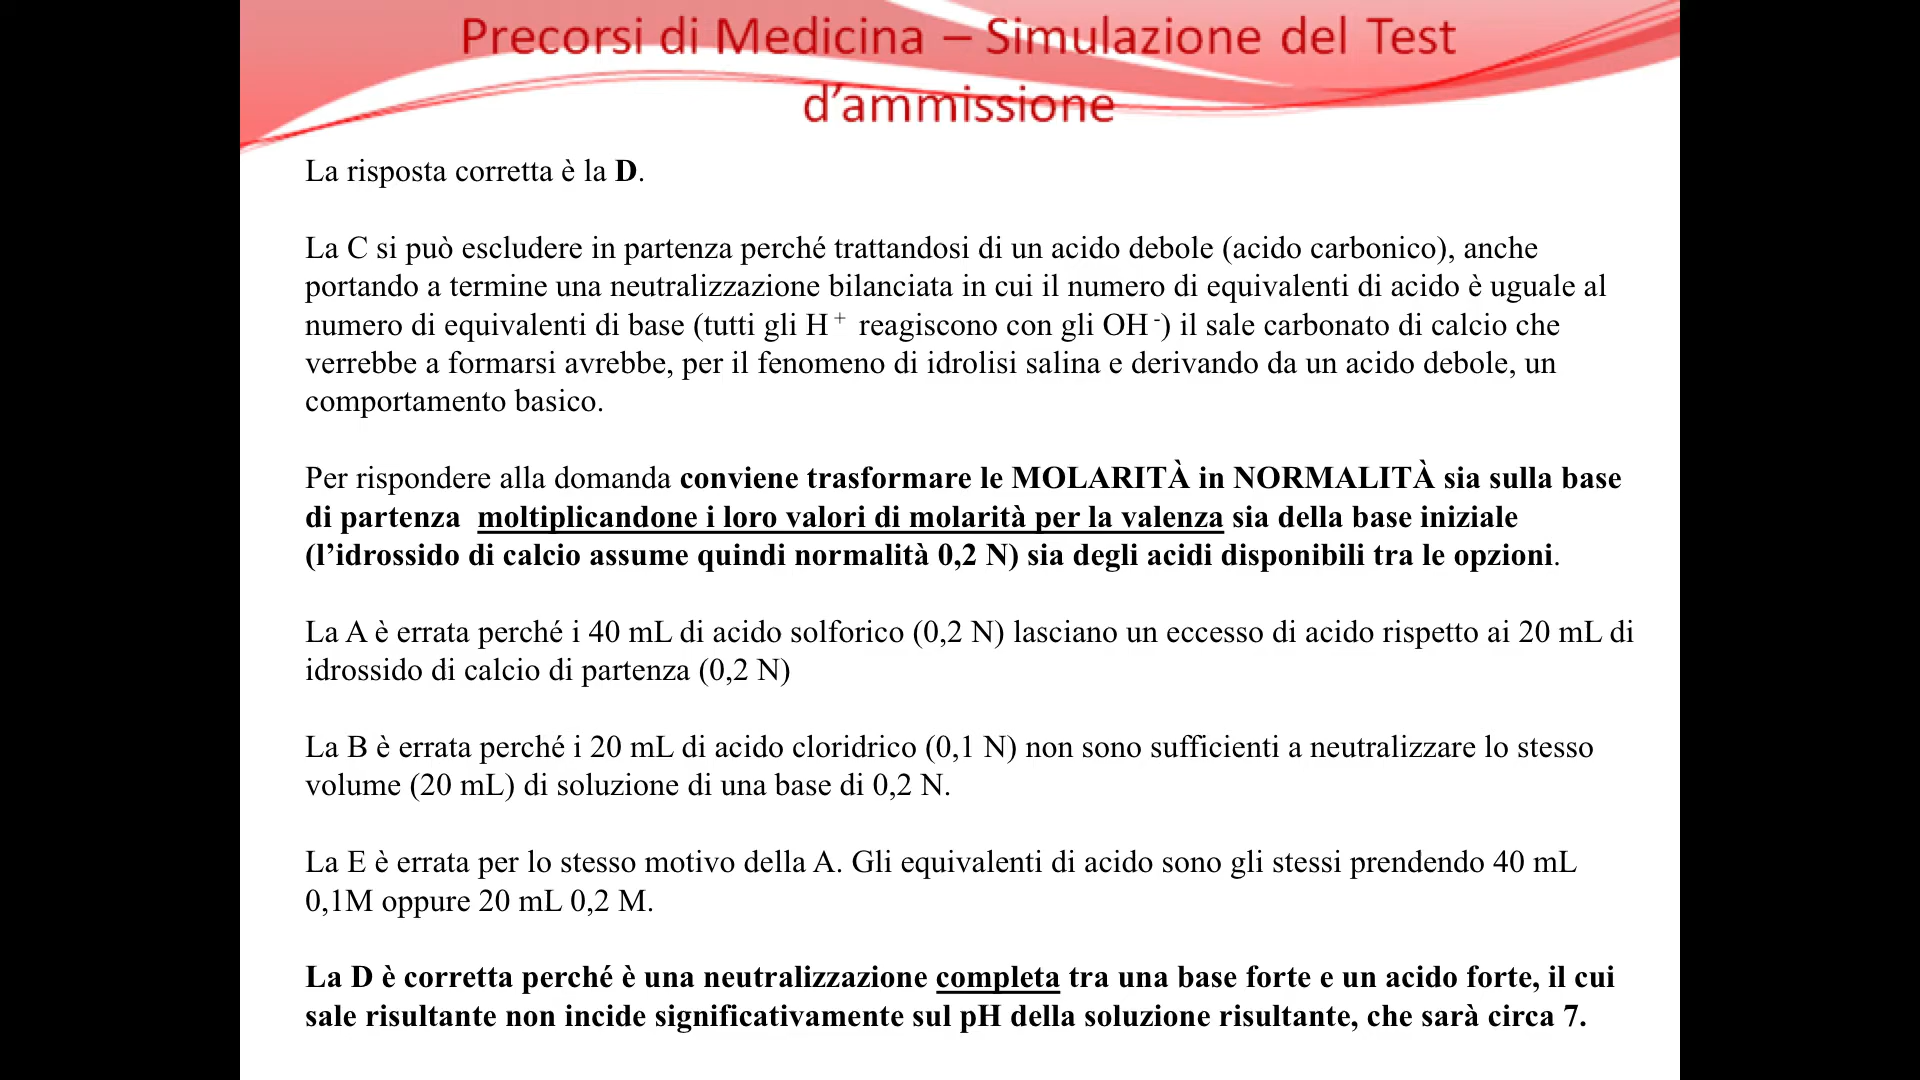 Precorsi di Medicina – Simulazione del Test
d’ammissione
La risposta corretta è la D.
La C si può escludere in partenza perché trattandosi di un acido debole (acido carbonico), anche
portando a termine una neutralizzazione bilanciata in cui il numero di equivalenti di acido è uguale al
numero di equivalenti di base (tutti gli H⁺ reagiscono con gli OH⁻) il sale carbonato di calcio che
verrebbe a formarsi avrebbe, per il fenomeno di idrolisi salina e derivando da un acido debole, un
comportamento basico.
Per rispondere alla domanda conviene trasformare le MOLARITÀ in NORMALITÀ sia sulla base
di partenza moltiplicandone i loro valori di molarità per la valenza sia della base iniziale
(l’idrossido di calcio assume quindi normalità 0,2 N) sia degli acidi disponibili tra le opzioni.
La A è errata perché i 40 mL di acido solforico (0,2 N) lasciano un eccesso di acido rispetto ai 20 mL di
idrossido di calcio di partenza (0,2 N)
La B è errata perché i 20 mL di acido cloridrico (0,1 N) non sono sufficienti a neutralizzare lo stesso
volume (20 mL) di soluzione di una base di 0,2 N.
La E è errata per lo stesso motivo della A. Gli equivalenti di acido sono gli stessi prendendo 40 mL
0,1M oppure 20 mL 0,2 M.
La D è corretta perché è una neutralizzazione completa tra una base forte e un acido forte, il cui
sale risultante non incide significativamente sul pH della soluzione risultante, che sarà circa 7.